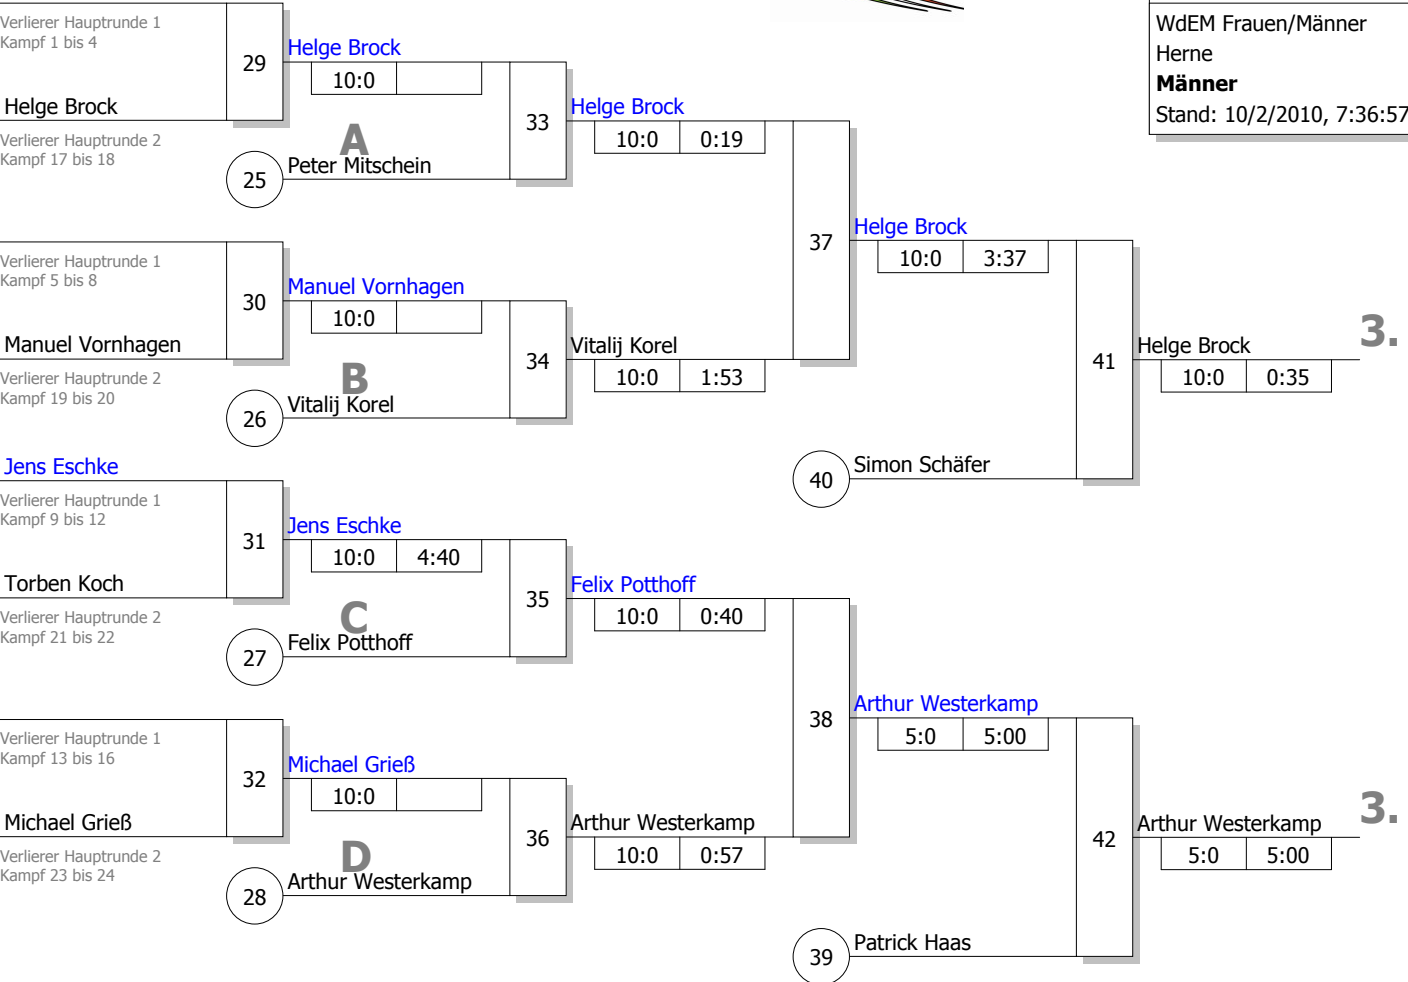 Verlierer Hauptrunde 1
Kampf 1 bis 4
29
Helge Brock
10:0
Helge Brock
Verlierer Hauptrunde 2
Kampf 17 bis 18
A
25
Peter Mitschein
33
Helge Brock
10:0 0:19
WdEM Frauen/Männer
Herne
Männer
Stand: 10/2/2010, 7:36:57
Verlierer Hauptrunde 1
Kampf 5 bis 8
30
Manuel Vornhagen
10:0
Manuel Vornhagen
Verlierer Hauptrunde 2
Kampf 19 bis 20
B
26
Vitalij Korel
34
Vitalij Korel
10:0 1:53
37
Helge Brock
10:0 3:37
40
Simon Schäfer
41
Helge Brock
10:0 0:35
3.
Jens Eschke
Verlierer Hauptrunde 1
Kampf 9 bis 12
31
Jens Eschke
10:0 4:40
Torben Koch
Verlierer Hauptrunde 2
Kampf 21 bis 22
C
27
Felix Potthoff
35
Felix Potthoff
10:0 0:40
Verlierer Hauptrunde 1
Kampf 13 bis 16
32
Michael Grieß
10:0
Michael Grieß
Verlierer Hauptrunde 2
Kampf 23 bis 24
D
28
Arthur Westerkamp
36
Arthur Westerkamp
10:0 0:57
38
Arthur Westerkamp
5:0 5:00
39
Patrick Haas
42
Arthur Westerkamp
5:0 5:00
3.